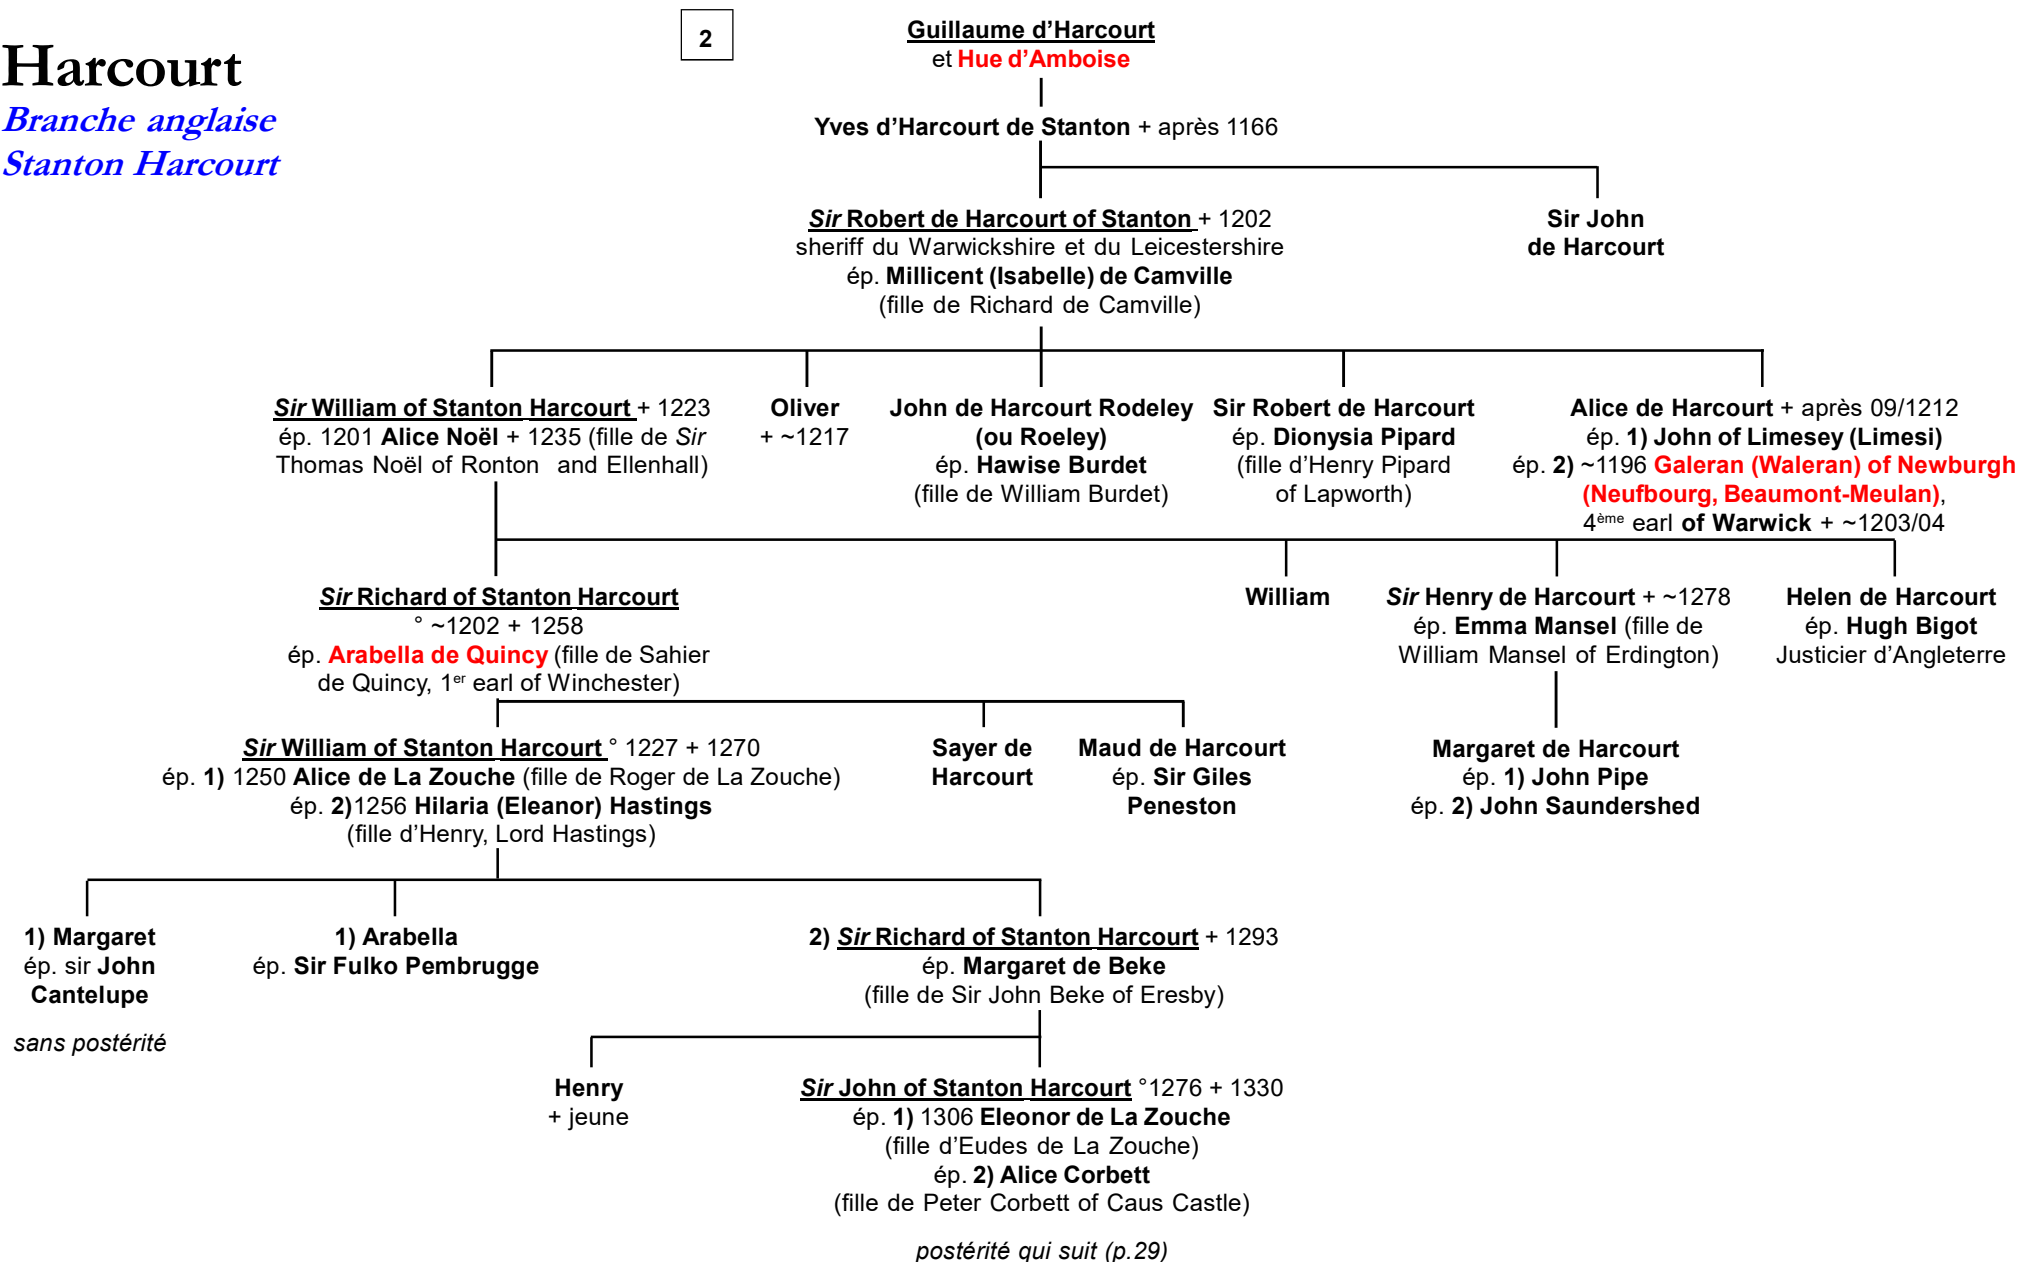 Harcourt
Branche anglaise
Stanton Harcourt
2
Guillaume d’Harcourt
et Hue d’Amboise
Yves d’Harcourt de Stanton + après 1166
Sir Robert de Harcourt of Stanton + 1202
sheriff du Warwickshire et du Leicestershire
ép. Millicent (Isabelle) de Camville
(fille de Richard de Camville)
Sir John
de Harcourt
Sir William of Stanton Harcourt + 1223
ép. 1201 Alice Noël + 1235 (fille de Sir
Thomas Noël of Ronton and Ellenhall)
Oliver
+ ~1217
John de Harcourt Rodeley
(ou Roeley)
ép. Hawise Burdet
(fille de William Burdet)
Sir Robert de Harcourt
ép. Dionysia Pipard
(fille d’Henry Pipard
of Lapworth)
Alice de Harcourt + après 09/1212
ép. 1) John of Limesey (Limesi)
ép. 2) ~1196 Galeran (Waleran) of Newburgh
(Neufbourg, Beaumont-Meulan),
4ème earl of Warwick + ~1203/04
Sir Richard of Stanton Harcourt
° ~1202 + 1258
ép. Arabella de Quincy (fille de Sahier
de Quincy, 1er earl of Winchester)
William
Sir Henry de Harcourt + ~1278
ép. Emma Mansel (fille de
William Mansel of Erdington)
Helen de Harcourt
ép. Hugh Bigot
Justicier d’Angleterre
Sir William of Stanton Harcourt ° 1227 + 1270
ép. 1) 1250 Alice de La Zouche (fille de Roger de La Zouche)
ép. 2)1256 Hilaria (Eleanor) Hastings
(fille d’Henry, Lord Hastings)
Sayer de
Harcourt
Maud de Harcourt
ép. Sir Giles
Peneston
Margaret de Harcourt
ép. 1) John Pipe
ép. 2) John Saundershed
1) Margaret
ép. sir John
Cantelupe
sans postérité
1) Arabella
ép. Sir Fulko Pembrugge
2) Sir Richard of Stanton Harcourt + 1293
ép. Margaret de Beke
(fille de Sir John Beke of Eresby)
Henry
+ jeune
Sir John of Stanton Harcourt °1276 + 1330
ép. 1) 1306 Eleonor de La Zouche
(fille d’Eudes de La Zouche)
ép. 2) Alice Corbett
(fille de Peter Corbett of Caus Castle)
postérité qui suit (p.29)